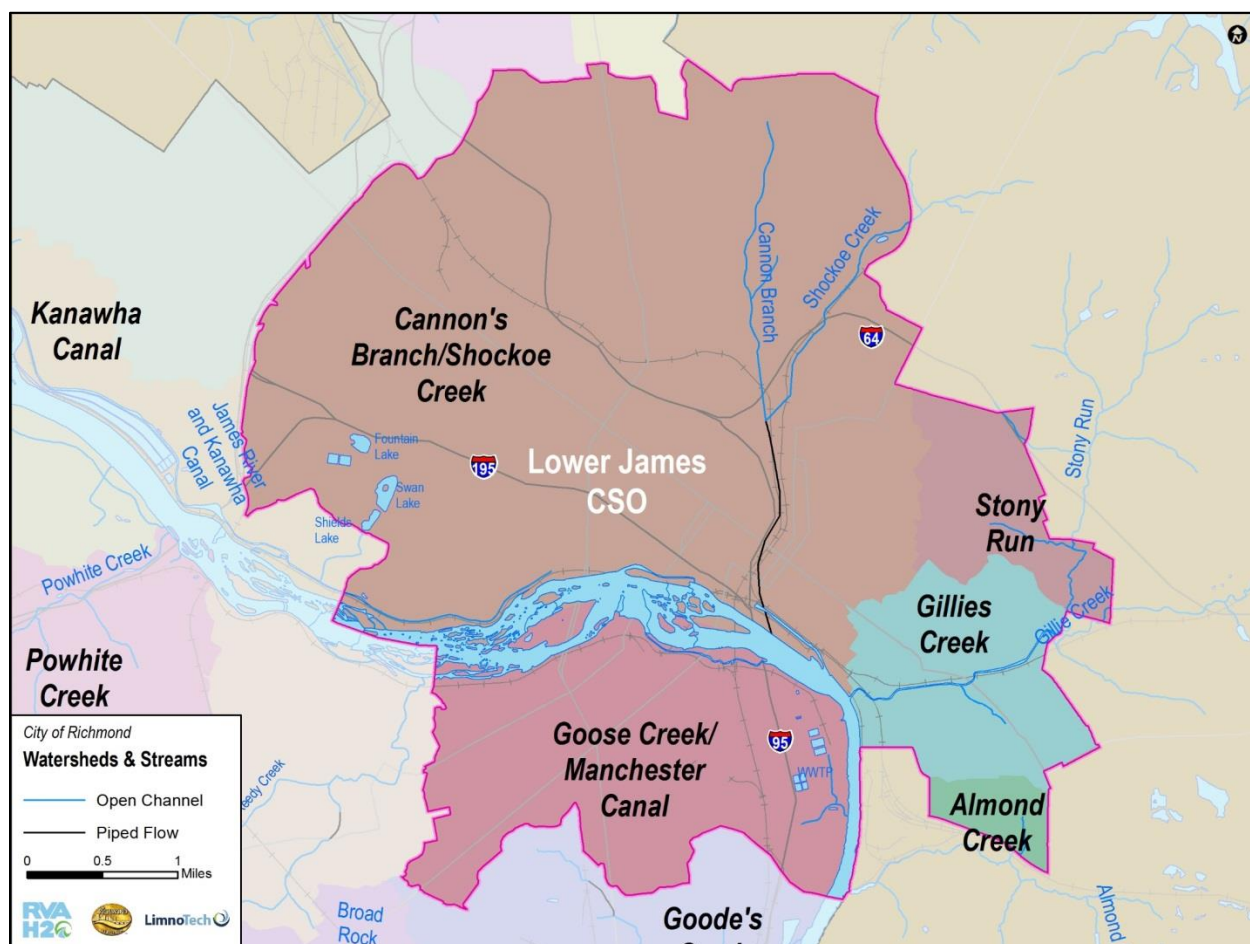 Kanawha
Canal
James River
and Kanawha
Canal
Cannon's
Branch/Shockoe
Creek
Cannon Branch
Shockoe Creek
64
Fountain
Lake
195
Lower James
CSO
Swan
Lake
Shields
Lake
Stony Run
Stony
Run
Powhite Creek
Gillies
Creek
Gillie Creek
Powhite
Creek
Goose Creek/
Manchester
Canal
95
WWTP
Almond
Creek
Reedy Creek
Broad
Rock
Goode's
Almond
N
City of Richmond
Watersheds & Streams
Open Channel
Piped Flow
0 0.5 1
Miles
RVA
H2O
LimnoTech